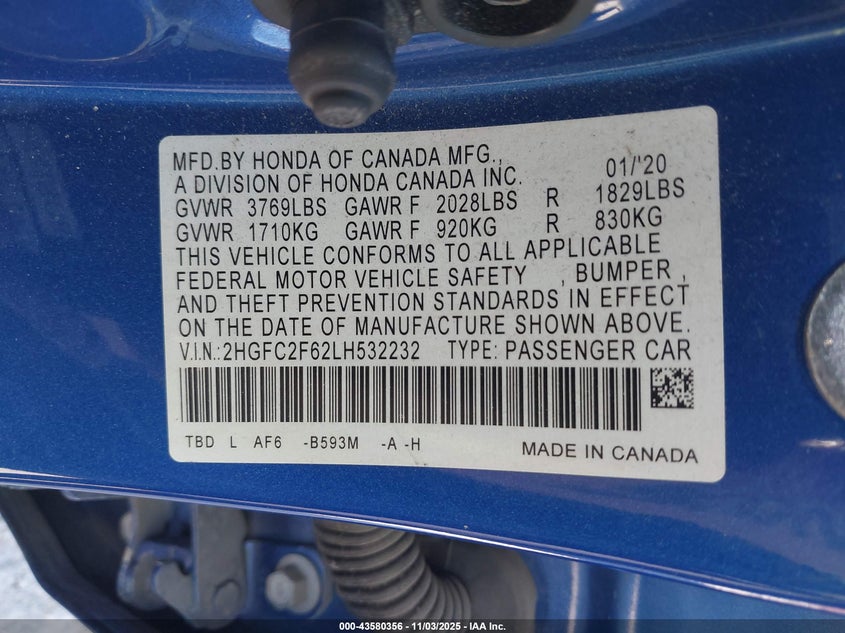 MFD.BY HONDA OF CANADA MFG., 01/'20
A DIVISION OF HONDA CANADA INC.
GVWR 3769LBS GAWR F 2028LBS R 1829LBS
GVWR 1710KG GAWR F 920KG R 830KG
THIS VEHICLE CONFORMS TO ALL APPLICABLE
FEDERAL MOTOR VEHICLE SAFETY , BUMPER ,
AND THEFT PREVENTION STANDARDS IN EFFECT
ON THE DATE OF MANUFACTURE SHOWN ABOVE.
V.I.N.:2HGFC2F62LH532232 TYPE: PASSENGER CAR
TBD L AF6 -B593M -A -H MADE IN CANADA
000-43580356 | 11/03/2025 - IAA Inc.